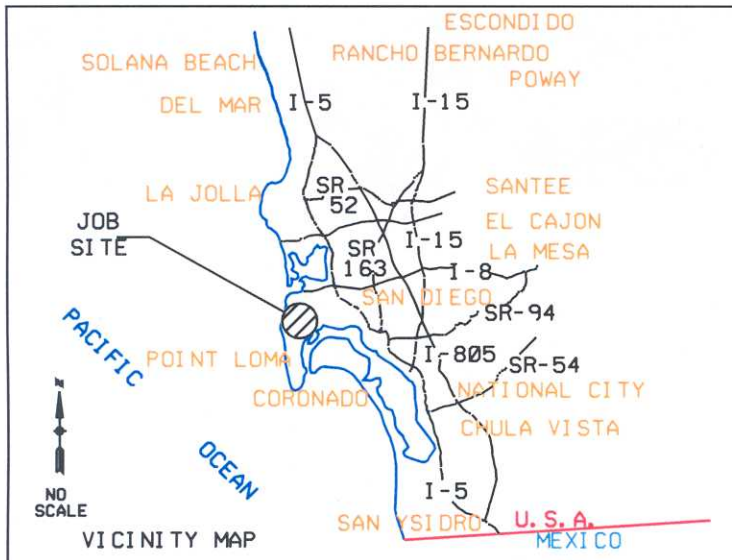 ESCONDIDO
RANCHO BERNARDO
SOLANA BEACH
POWAY
DEL MAR
I-5
I-15
LA JOLLA
SR
52
SANTEE
JOB
SITE
EL CAJON
I-15
SR
163
LA MESA
I-8
SAN DIEGO
SR-94
PACIFIC
POINT LOMA
I-805
SR-54
CORONADO
NATIONAL CITY
CHULA VISTA
N
OCEAN
NO
SCALE
I-5
SAN YSIDRO
U.S.A.
VICINITY MAP
MEXICO